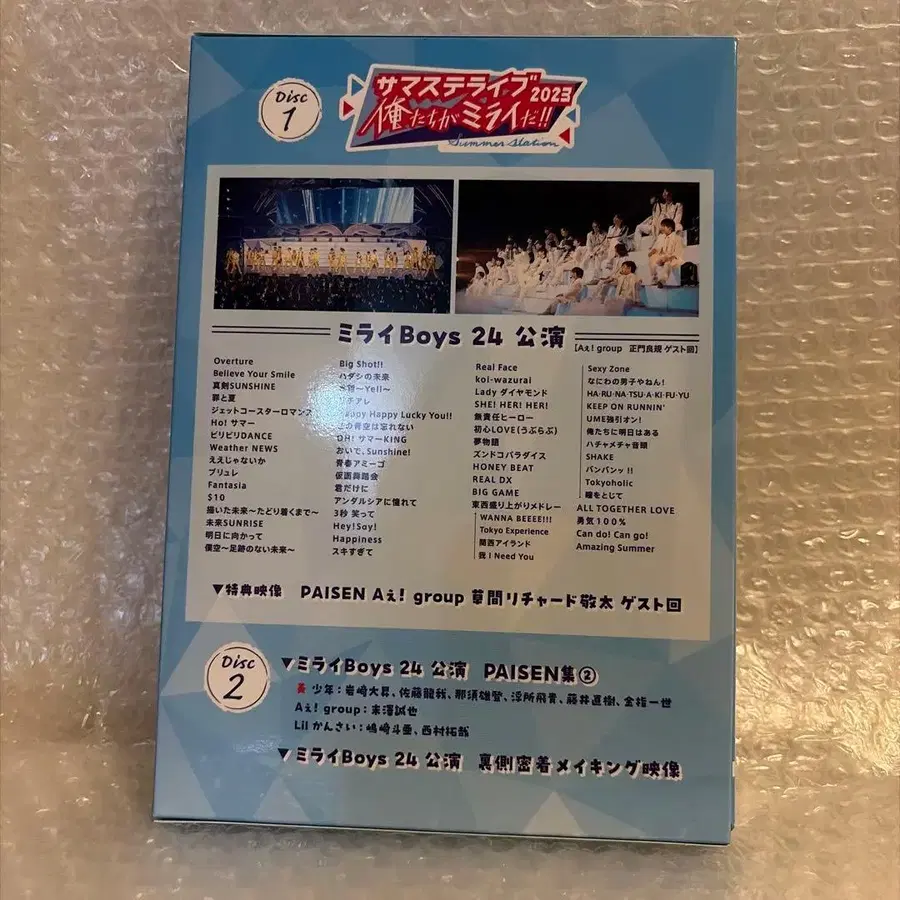 Disc 1
サマステライブ 2023
俺たちがミライだ!!
Summer Station
ミライBoys 24 公演
【Aぇ! group 正門良規 ゲスト回】
Overture
Believe Your Smile
真剣SUNSHINE
罪と夏
ジェットコースターロマンス
Ho! サマー
ビリビリDANCE
Weather NEWS
ええじゃないか
ブリュレ
Fantasia
$10
描いた未来～たどり着くまで～
未来SUNRISE
明日に向かって
僕空～足跡のない未来～
Big Shot!!
ハダシの未来
～Yell～
アレ
Happy Happy Lucky You!!
の青空は忘れない
OH! サマーKING
おいで、Sunshine!
青春アミーゴ
仮面舞踏会
君だけに
アンダルシアに憧れて
3秒 笑って
Hey!Say!
Happiness
スキすぎて
Real Face
koi-wazurai
Lady ダイヤモンド
SHE! HER! HER!
無責任ヒーロー
初心LOVE(うぶらぶ)
夢物語
ズンドコパラダイス
HONEY BEAT
REAL DX
BIG GAME
東西盛り上がりメドレー
WANNA BEEEE!!!
Tokyo Experience
関西アイランド
我 I Need You
Sexy Zone
なにわの男子やねん!
HA・RU・NA・TSU・A・KI・FU・YU
KEEP ON RUNNIN'
UME強引オン!
俺たちに明日はある
ハチャメチャ音頭
SHAKE
バンバンッ!!
Tokyoholic
瞳をとじて
ALL TOGETHER LOVE
勇気100%
Can do! Can go!
Amazing Summer
▼特典映像 PAISEN Aぇ! group 草間リチャード敬太 ゲスト回
Disc 2
▼ミライBoys 24 公演 PAISEN集②
美 少年：岩﨑大昇、佐藤龍我、那須雄登、浮所飛貴、藤井直樹、金指一世
Aぇ! group：末澤誠也
Lil かんさい：嶋﨑斗亜、西村拓哉
▼ミライBoys 24 公演 裏側密着メイキング映像